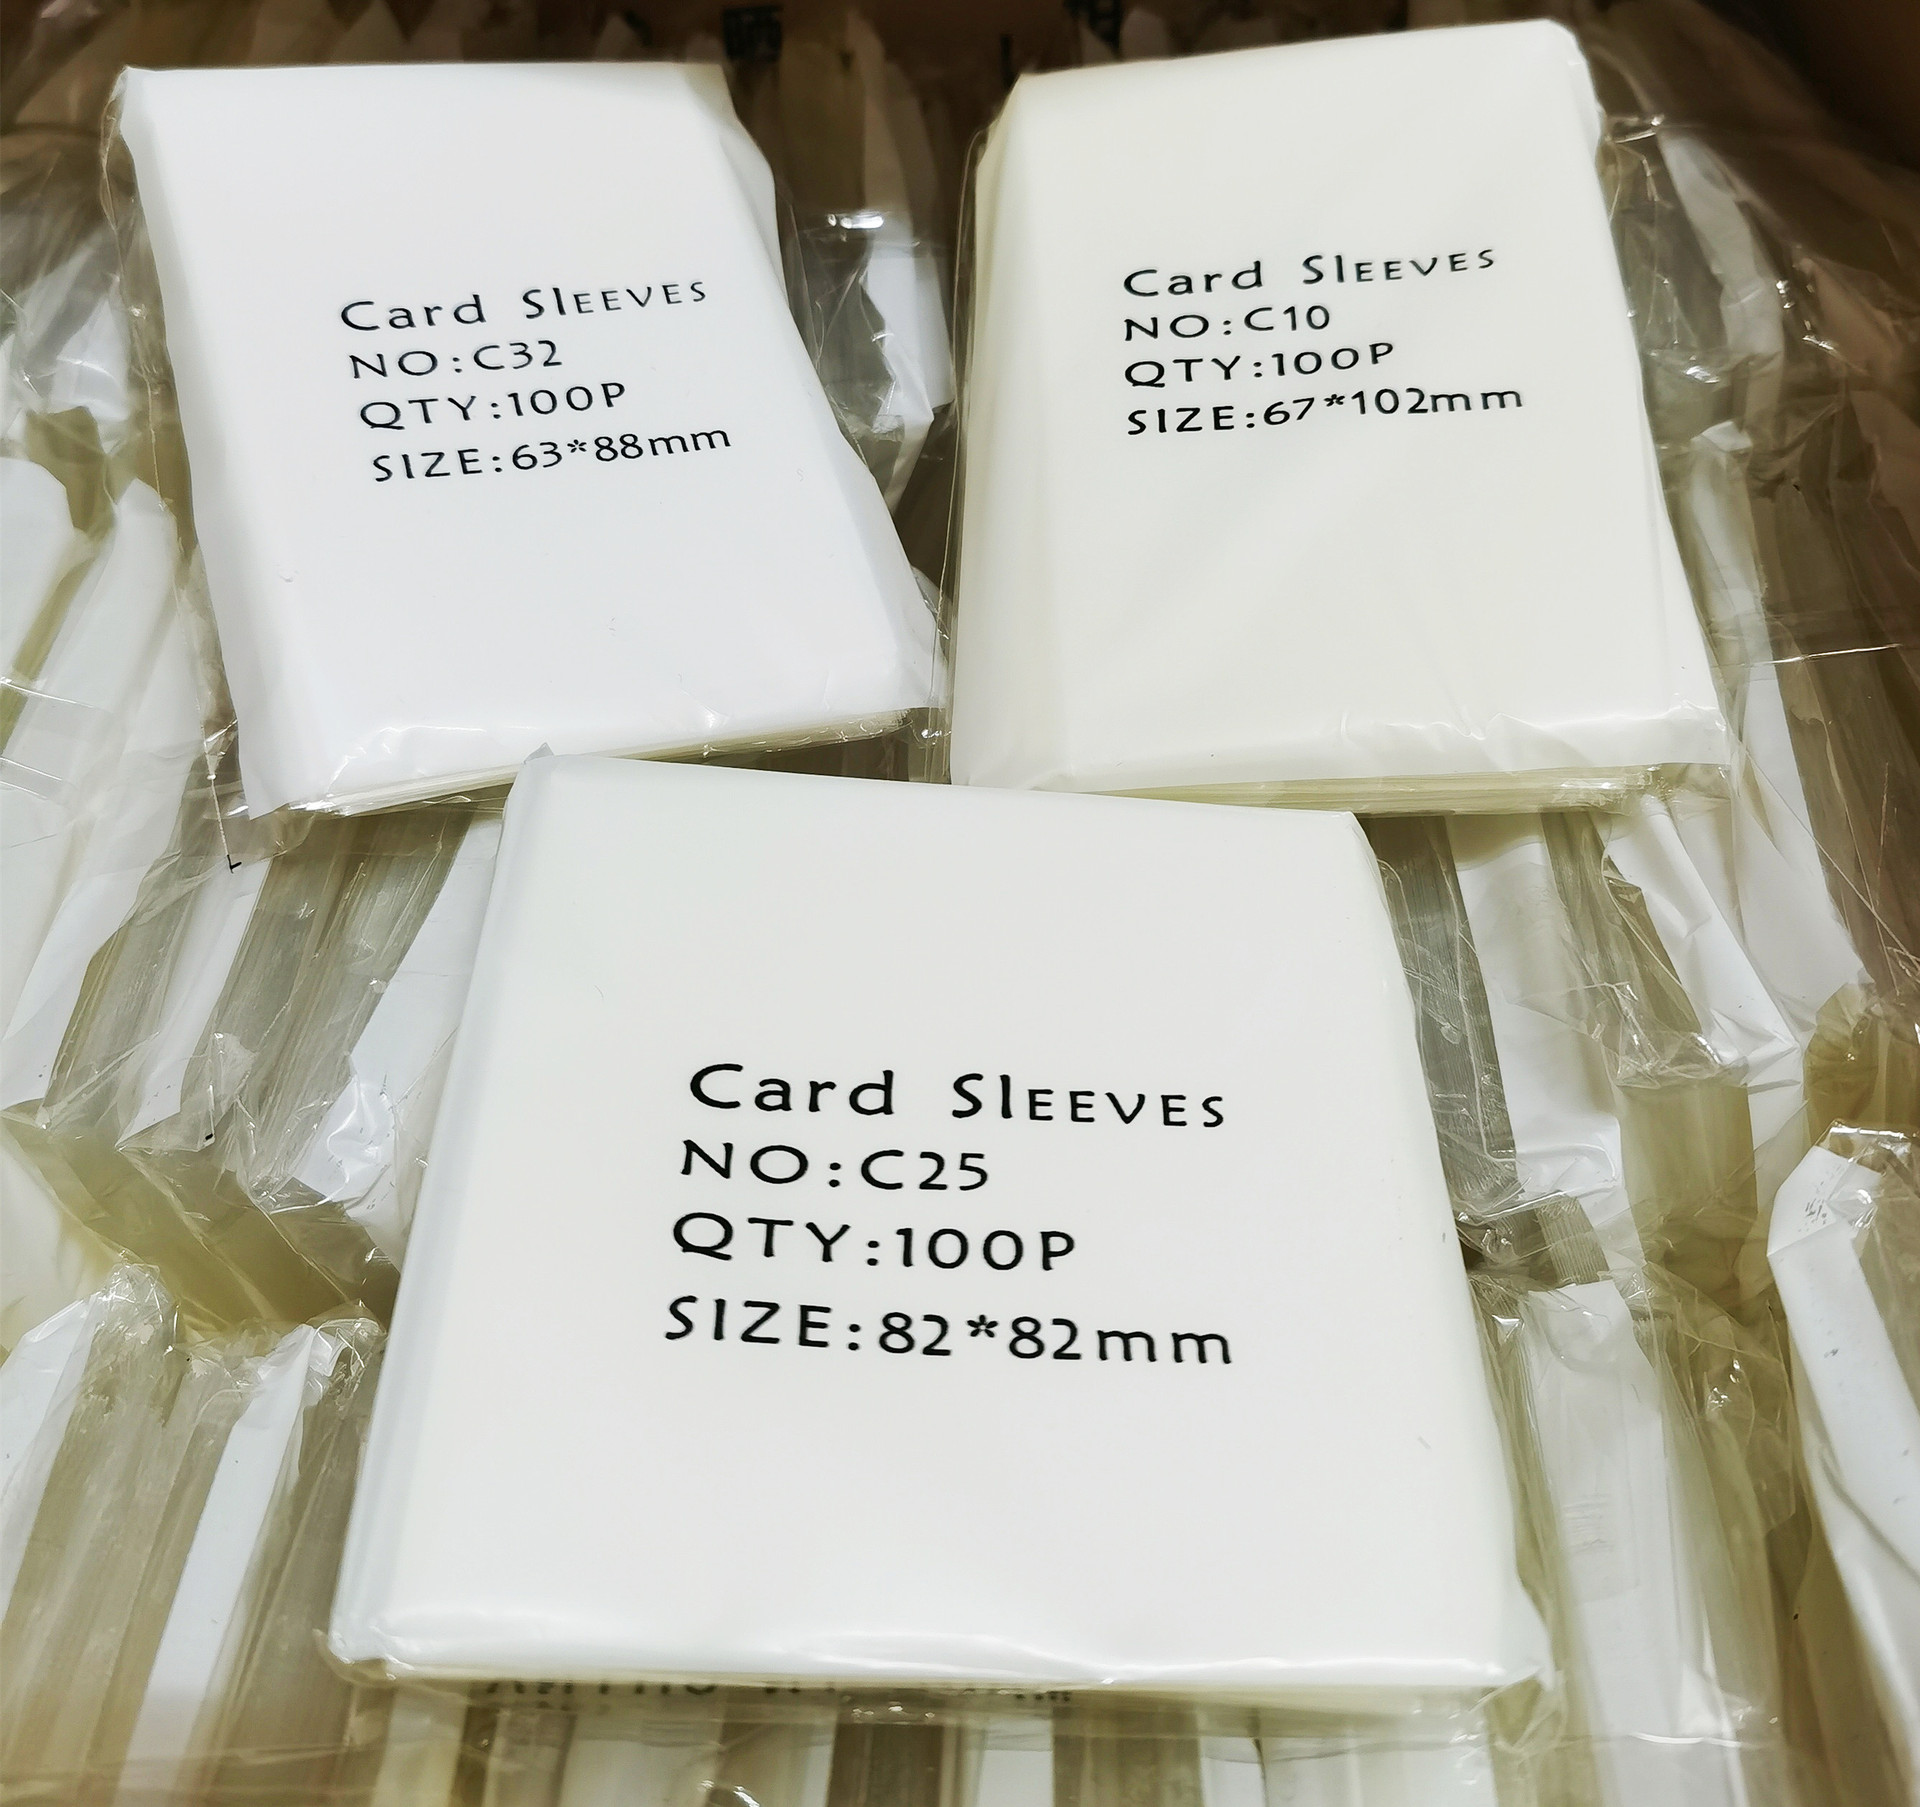 Card SlEEVES
NO:C32
QTY:100P
SIZE:63*88mm
Card SlEEVES
NO:C10
QTY:100P
SIZE:67*102mm
Card SlEEVES
NO:C25
QTY:100P
SIZE:82*82mm